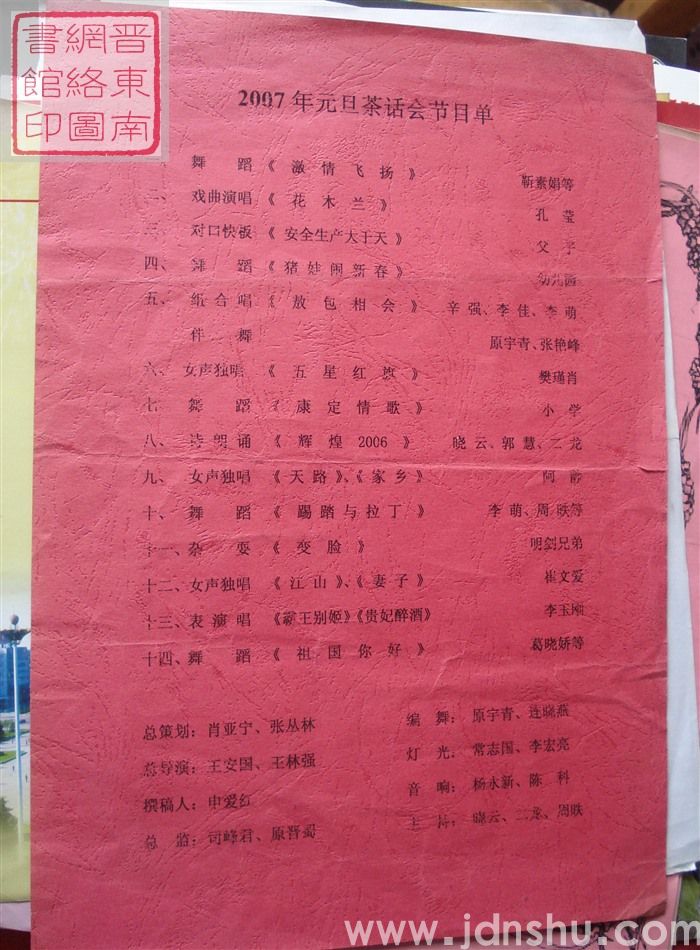 晋東南
網絡圖
書館印
2007年元旦茶话会节目单
舞 蹈 《 激 情 飞 扬 》 靳素娟等
二、 戏曲演唱 《 花 木 兰 》 孔 莹
三、 对口快板 《 安全生产大于天 》 父 子
四、 舞 蹈 《 猪娃闹新春 》 幼儿园
五、 组合唱 《 敖 包 相 会 》 辛强、李佳、李萌
伴 舞 原宇青、张艳峰
六、 女声独唱 《 五 星 红 旗 》 樊瑾肖
七 舞 蹈 《 康 定 情 歌 》 小 学
八、 诗 朗 诵 《 辉 煌 2006 》 晓云、郭慧、二龙
九、 女声独唱 《 天 路 》、《 家 乡 》 阿
十、 舞 蹈 《 踢踏与拉丁 》 李萌、周昳等
十一、杂 耍 《 变 脸 》 明剑兄弟
十二、女声独唱 《 江 山 》、《 妻 子 》 崔文爱
十三、表 演 唱 《霸王别姬》《贵妃醉酒》 李玉刚
十四、舞 蹈 《 祖 国 你 好 》 葛晓娇等
总策划：肖亚宁、张丛林 编 舞：原宇青、连晓燕
总导演：王安国、王林强 灯 光：常志国、李宏亮
撰稿人：申爱红 音 响：杨永新、陈 科
总 监：司峰君、原晋 主 持：晓云、二龙、周昳
www.jdnshu.com